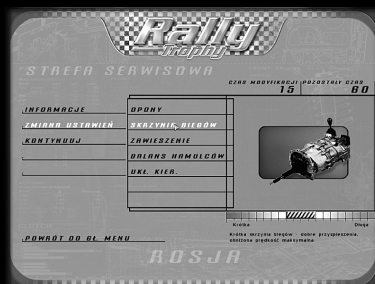 Rally
Trophy
STREFA SERWISOWA
CZAS MODYFIKACJI POZOSTAŁY CZAS
15 60
INFORMACJE
ZMIANA USTAWIEŃ
KONTYNUUJ
OPONY
SKRZYNIA BIEGÓW
ZAWIESZENIE
BALANS HAMULCÓW
UKŁ. KIER.
Krótka Długa
Krótka skrzynia biegów - dobre przyspieszenia,
obniżona prędkość maksymalna
POWRÓT DO GŁ. MENU
ROSJA